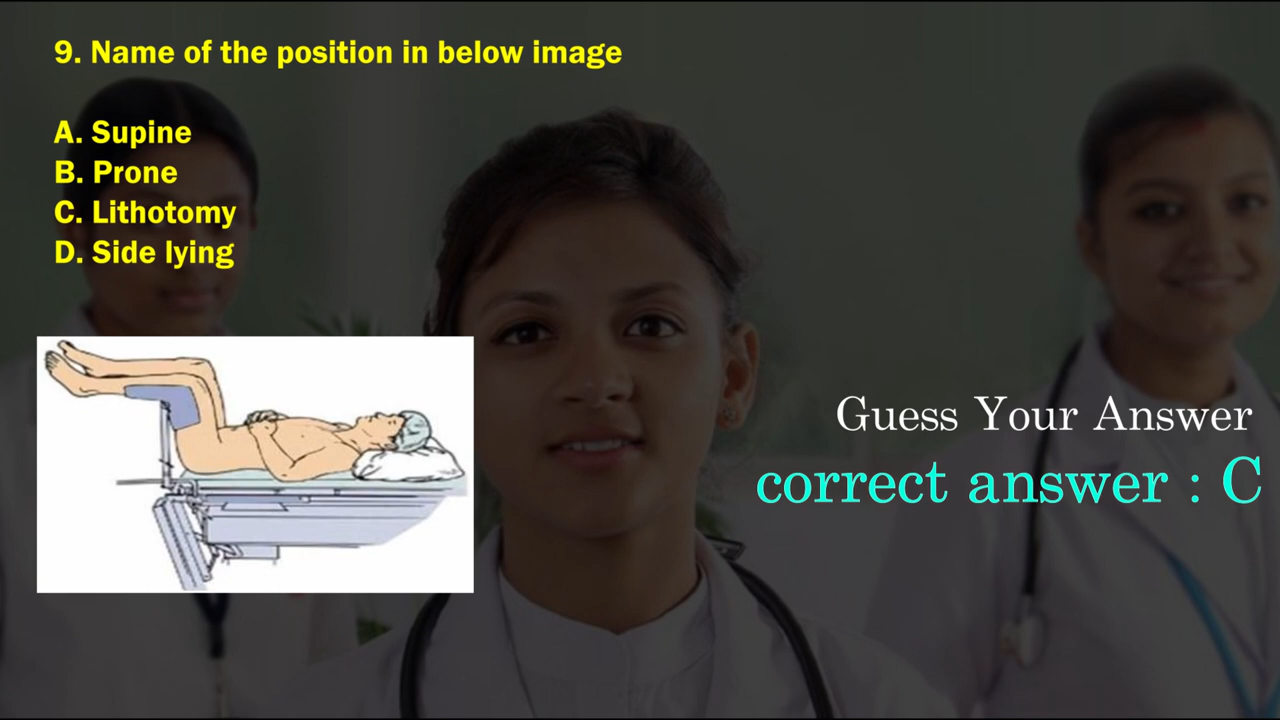 9. Name of the position in below image
A. Supine
B. Prone
C. Lithotomy
D. Side lying
Guess Your Answer
correct answer : C